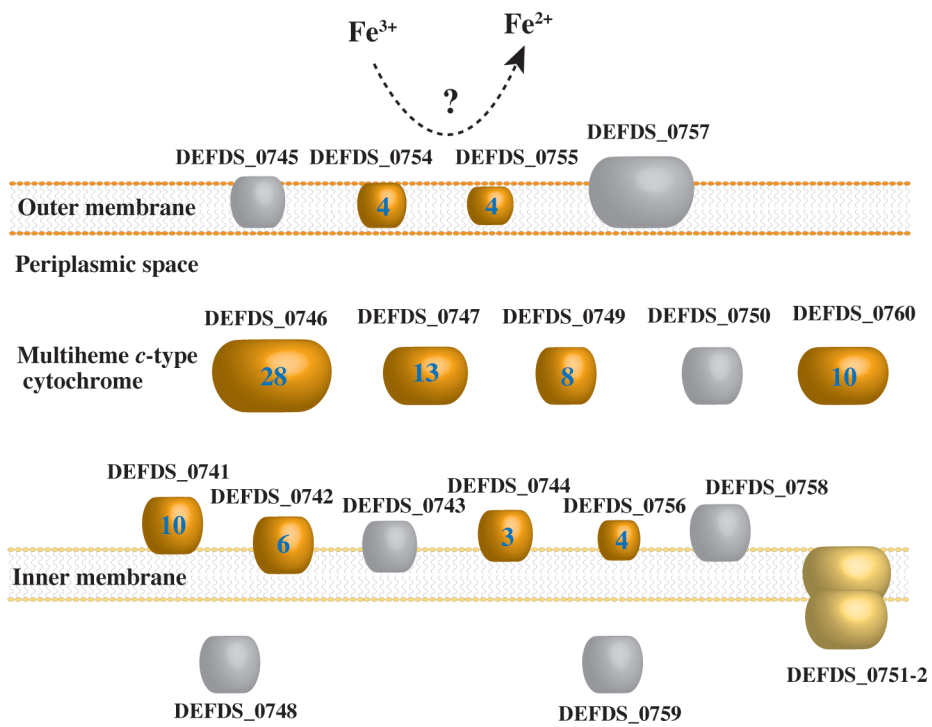 Fe³⁺ Fe²⁺
?
DEFDS_0757
DEFDS_0745 DEFDS_0754 DEFDS_0755
Outer membrane 4 4
Periplasmic space
DEFDS_0746 DEFDS_0747 DEFDS_0749 DEFDS_0750 DEFDS_0760
Multiheme c-type
cytochrome
28 13 8 10
DEFDS_0741
DEFDS_0742 DEFDS_0743 DEFDS_0744 DEFDS_0756 DEFDS_0758
10 6 3 4
Inner membrane
DEFDS_0751-2
DEFDS_0748 DEFDS_0759